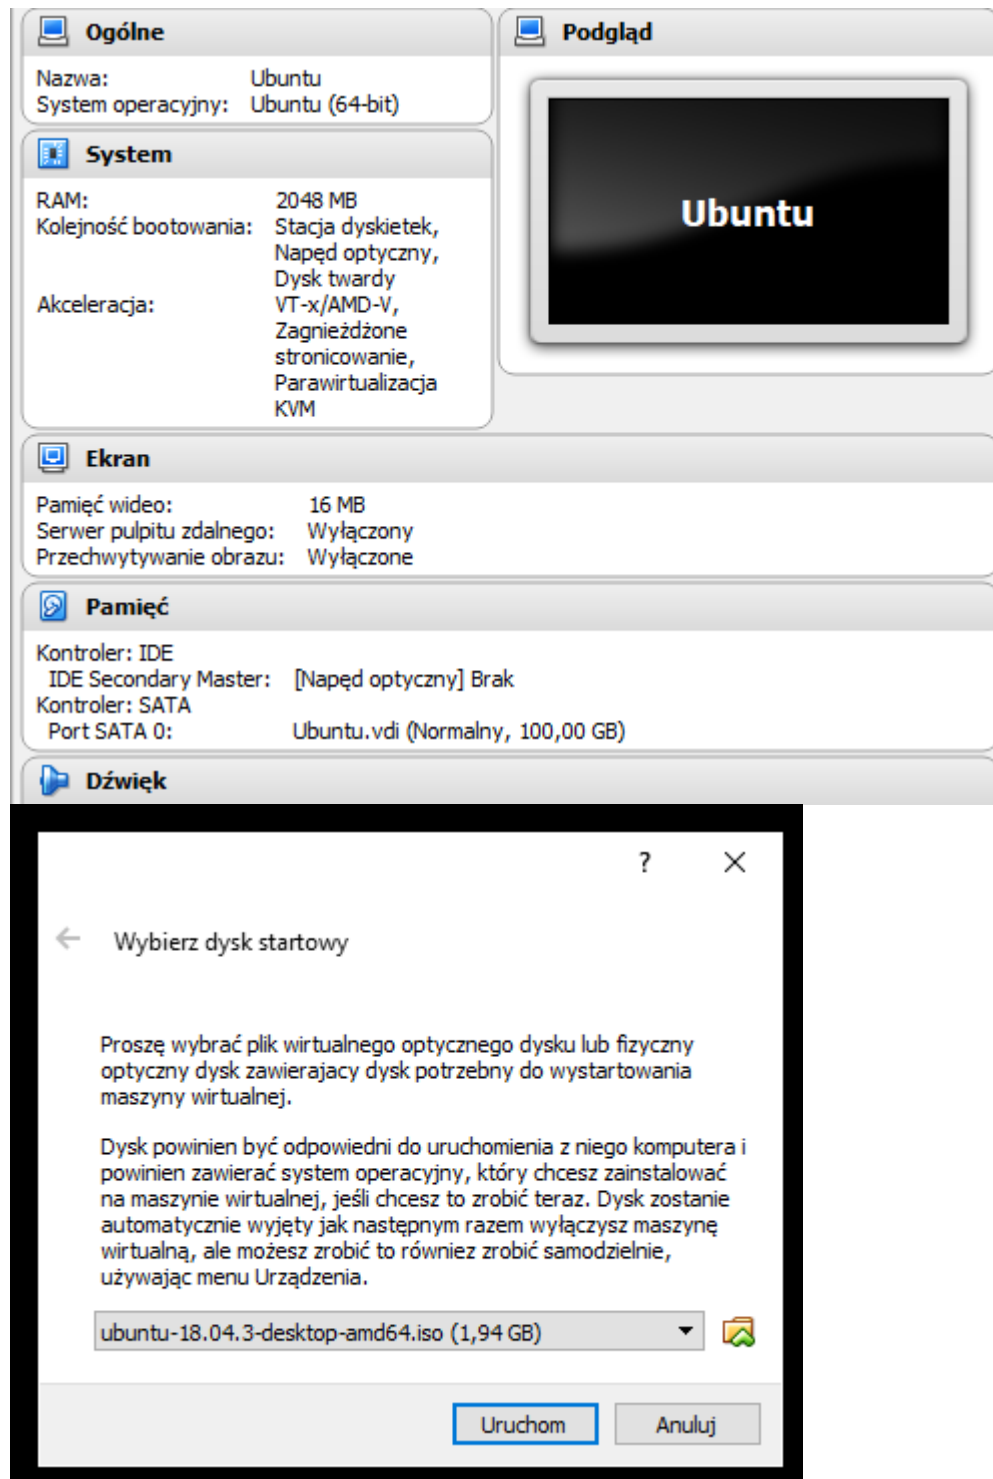 Ogólne
Nazwa: Ubuntu
System operacyjny: Ubuntu (64-bit)
System
RAM: 2048 MB
Kolejność bootowania: Stacja dyskietek,
Napęd optyczny,
Dysk twardy
Akceleracja: VT-x/AMD-V,
Zagnieżdżone
stronicowanie,
Parawirtualizacja
KVM
Podgląd
Ubuntu
Ekran
Pamięć wideo: 16 MB
Serwer pulpitu zdalnego: Wyłączony
Przechwytywanie obrazu: Wyłączone
Pamięć
Kontroler: IDE
IDE Secondary Master: [Napęd optyczny] Brak
Kontroler: SATA
Port SATA 0: Ubuntu.vdi (Normalny, 100,00 GB)
Dźwięk
?
Wybierz dysk startowy
Proszę wybrać plik wirtualnego optycznego dysku lub fizyczny
optyczny dysk zawierajacy dysk potrzebny do wystartowania
maszyny wirtualnej.
Dysk powinien być odpowiedni do uruchomienia z niego komputera i
powinien zawierać system operacyjny, który chcesz zainstalować
na maszynie wirtualnej, jeśli chcesz to zrobić teraz. Dysk zostanie
automatycznie wyjęty jak następnym razem wyłączysz maszynę
wirtualną, ale możesz zrobić to równiez zrobić samodzielnie,
używając menu Urządzenia.
ubuntu-18.04.3-desktop-amd64.iso (1,94 GB)
Uruchom Anuluj